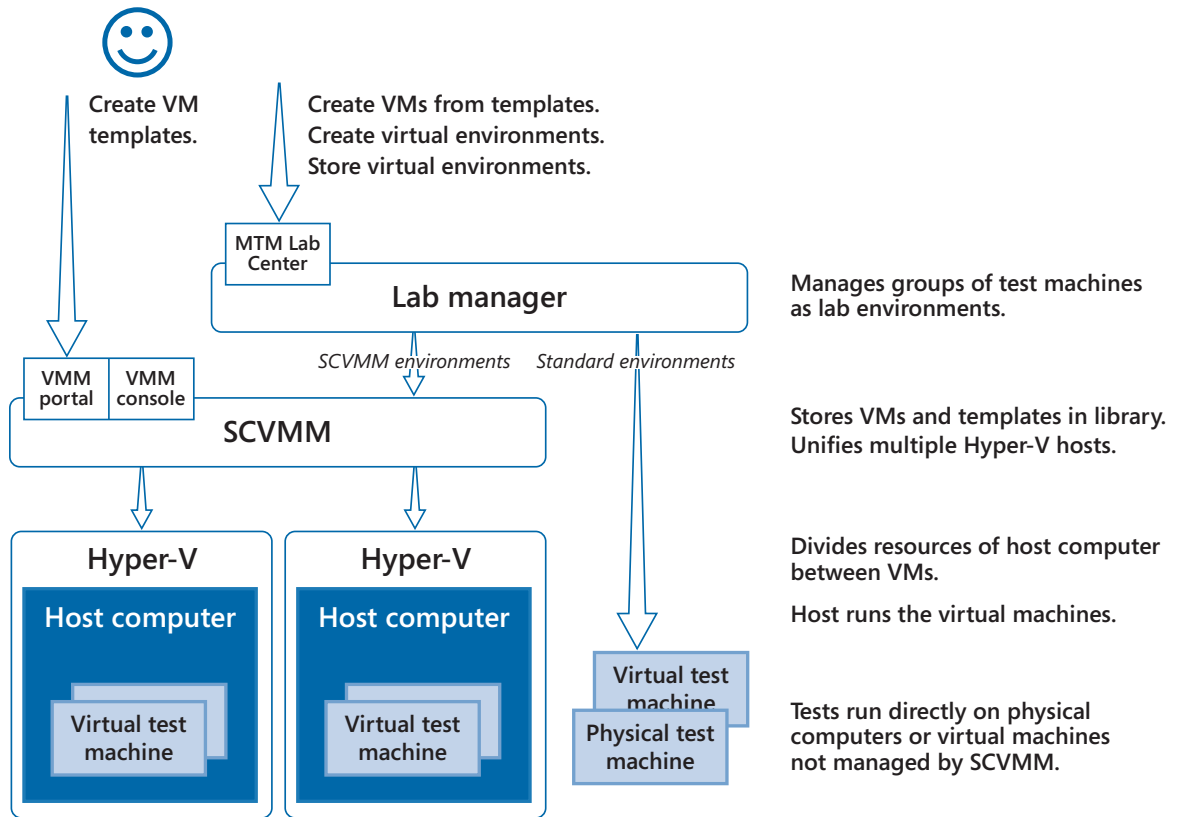 Create VM
templates.
Create VMs from templates.
Create virtual environments.
Store virtual environments.
MTM Lab
Center
Lab manager
Manages groups of test machines
as lab environments.
SCVMM environments
Standard environments
VMM
portal
VMM
console
SCVMM
Stores VMs and templates in library.
Unifies multiple Hyper-V hosts.
Hyper-V
Host computer
Virtual test
machine
Hyper-V
Host computer
Virtual test
machine
Divides resources of host computer
between VMs.
Host runs the virtual machines.
Virtual test
machine
Physical test
machine
Tests run directly on physical
computers or virtual machines
not managed by SCVMM.